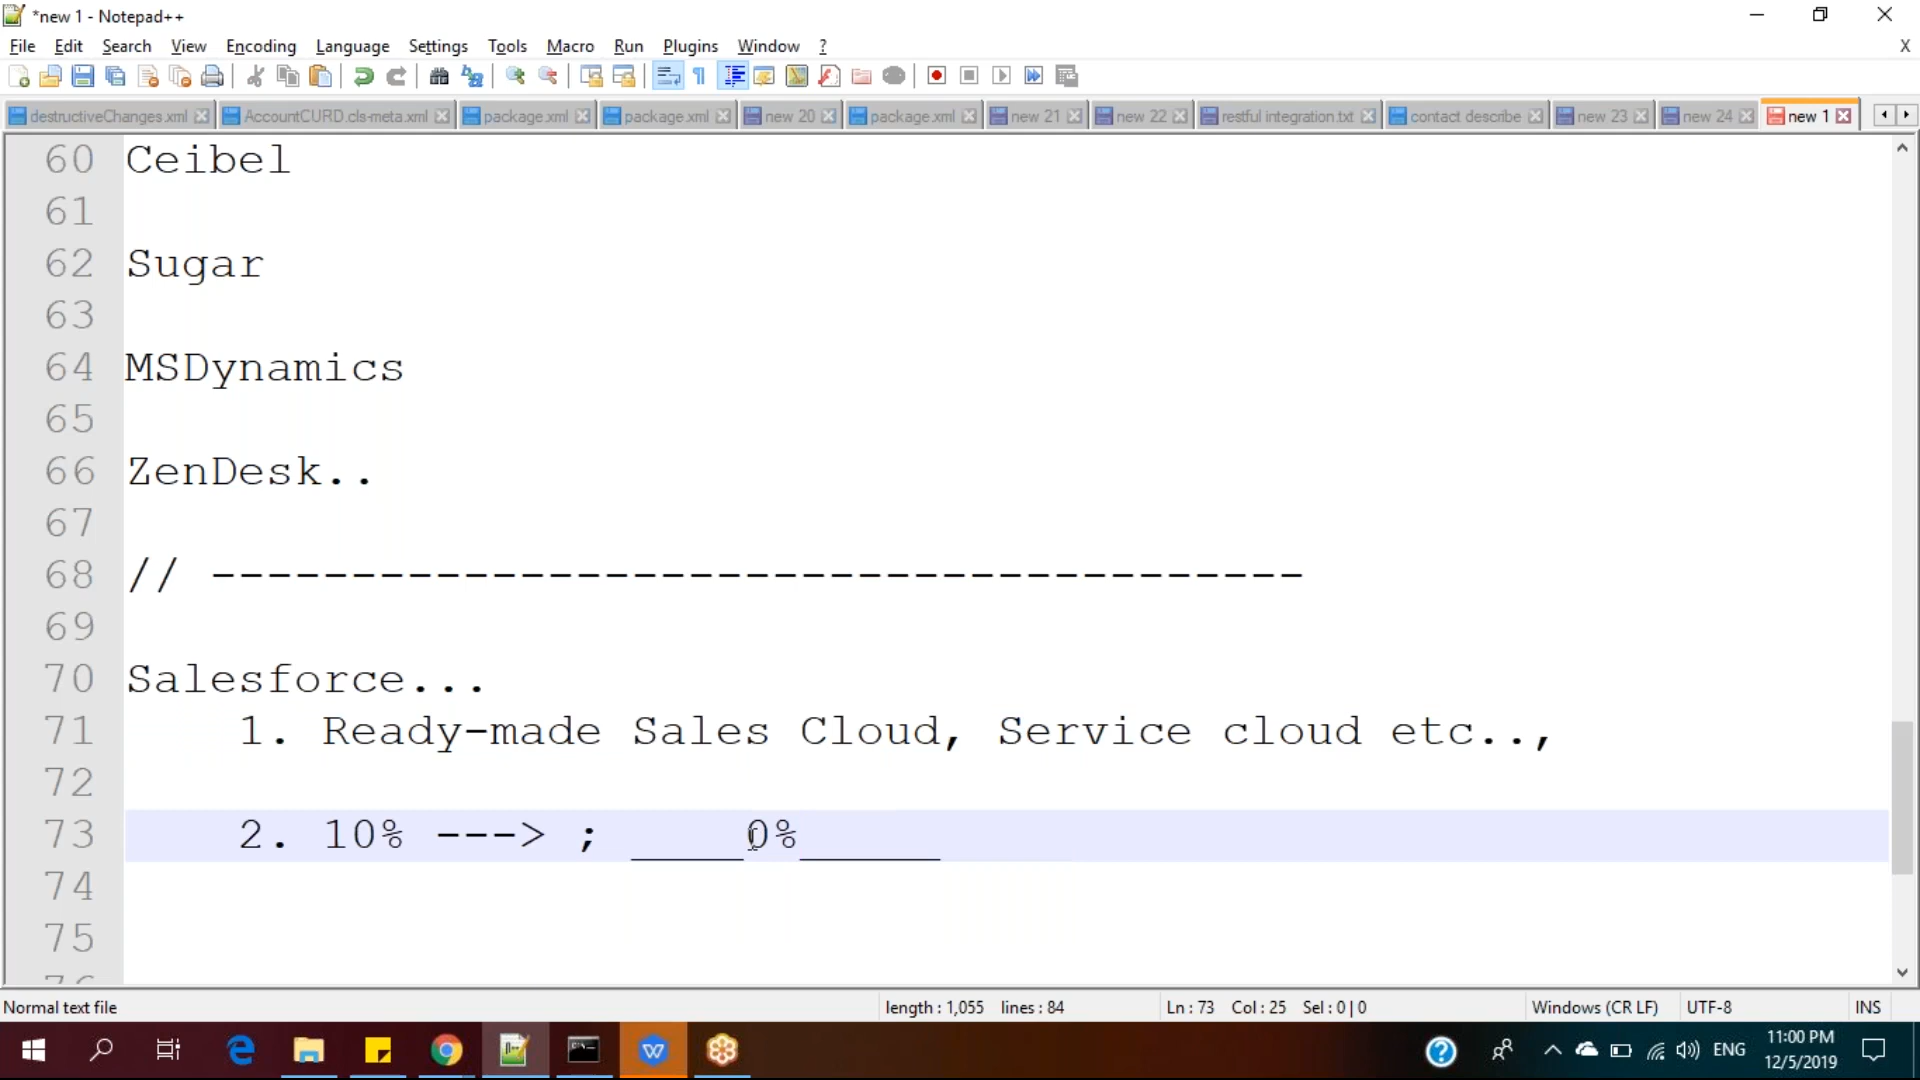 *new 1 - Notepad++
File Edit Search View Encoding Language Settings Tools Macro Run Plugins Window ? X
destructiveChanges.xml AccountCURD.cls-meta.xml package.xml package.xml new 20 package.xml new 21 new 22 restful integration.txt contact describe new 23 new 24 new 1
60 Ceibel
61
62 Sugar
63
64 MSDynamics
65
66 ZenDesk..
67
68 // ---------------------------------------
69
70 Salesforce...
71 1. Ready-made Sales Cloud, Service cloud etc..,
72
73 2. 10% ---> ; ____0%_____
74
75
Normal text file length : 1,055 lines : 84 Ln : 73 Col : 25 Sel : 0 | 0 Windows (CR LF) UTF-8 INS
ENG 11:00 PM
12/5/2019